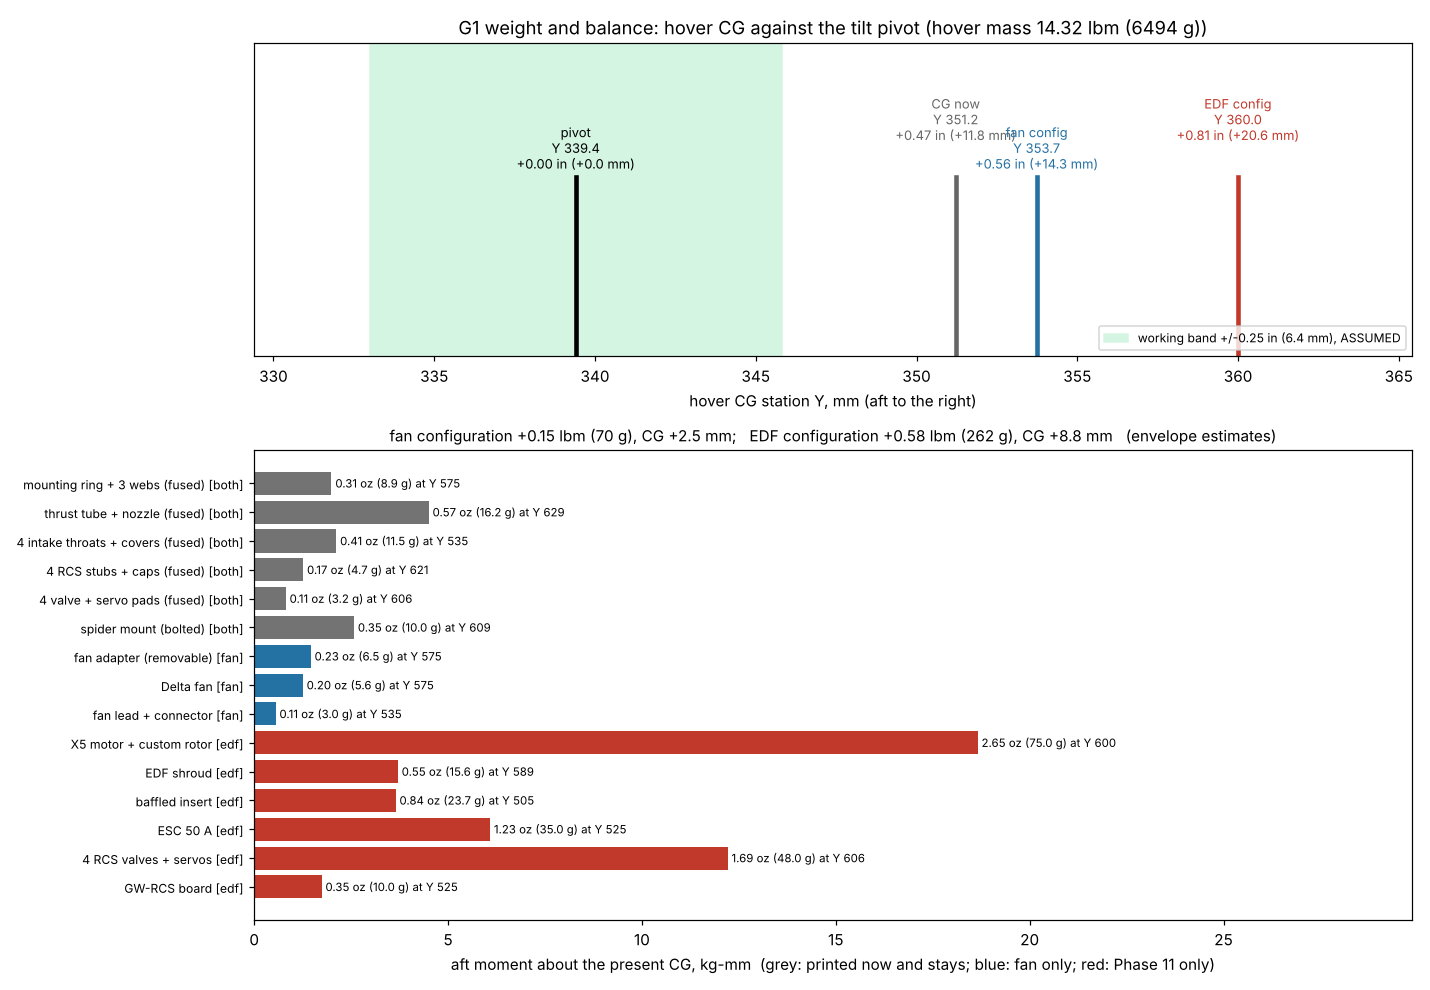 G1 weight and balance: hover CG against the tilt pivot (hover mass 14.32 lbm (6494 g))
pivot
Y 339.4
+0.00 in (+0.0 mm)
CG now
Y 351.2
+0.47 in (+11.8 mm)
fan config
Y 353.7
+0.56 in (+14.3 mm)
EDF config
Y 360.0
+0.81 in (+20.6 mm)
working band +/-0.25 in (6.4 mm), ASSUMED
330 335 340 345 350 355 360 365
hover CG station Y, mm (aft to the right)
fan configuration +0.15 lbm (70 g), CG +2.5 mm; EDF configuration +0.58 lbm (262 g), CG +8.8 mm (envelope estimates)
mounting ring + 3 webs (fused) [both] 0.31 oz (8.9 g) at Y 575
thrust tube + nozzle (fused) [both] 0.57 oz (16.2 g) at Y 629
4 intake throats + covers (fused) [both] 0.41 oz (11.5 g) at Y 535
4 RCS stubs + caps (fused) [both] 0.17 oz (4.7 g) at Y 621
4 valve + servo pads (fused) [both] 0.11 oz (3.2 g) at Y 606
spider mount (bolted) [both] 0.35 oz (10.0 g) at Y 609
fan adapter (removable) [fan] 0.23 oz (6.5 g) at Y 575
Delta fan [fan] 0.20 oz (5.6 g) at Y 575
fan lead + connector [fan] 0.11 oz (3.0 g) at Y 535
X5 motor + custom rotor [edf] 2.65 oz (75.0 g) at Y 600
EDF shroud [edf] 0.55 oz (15.6 g) at Y 589
baffled insert [edf] 0.84 oz (23.7 g) at Y 505
ESC 50 A [edf] 1.23 oz (35.0 g) at Y 525
4 RCS valves + servos [edf] 1.69 oz (48.0 g) at Y 606
GW-RCS board [edf] 0.35 oz (10.0 g) at Y 525
0 5 10 15 20 25
aft moment about the present CG, kg-mm (grey: printed now and stays; blue: fan only; red: Phase 11 only)